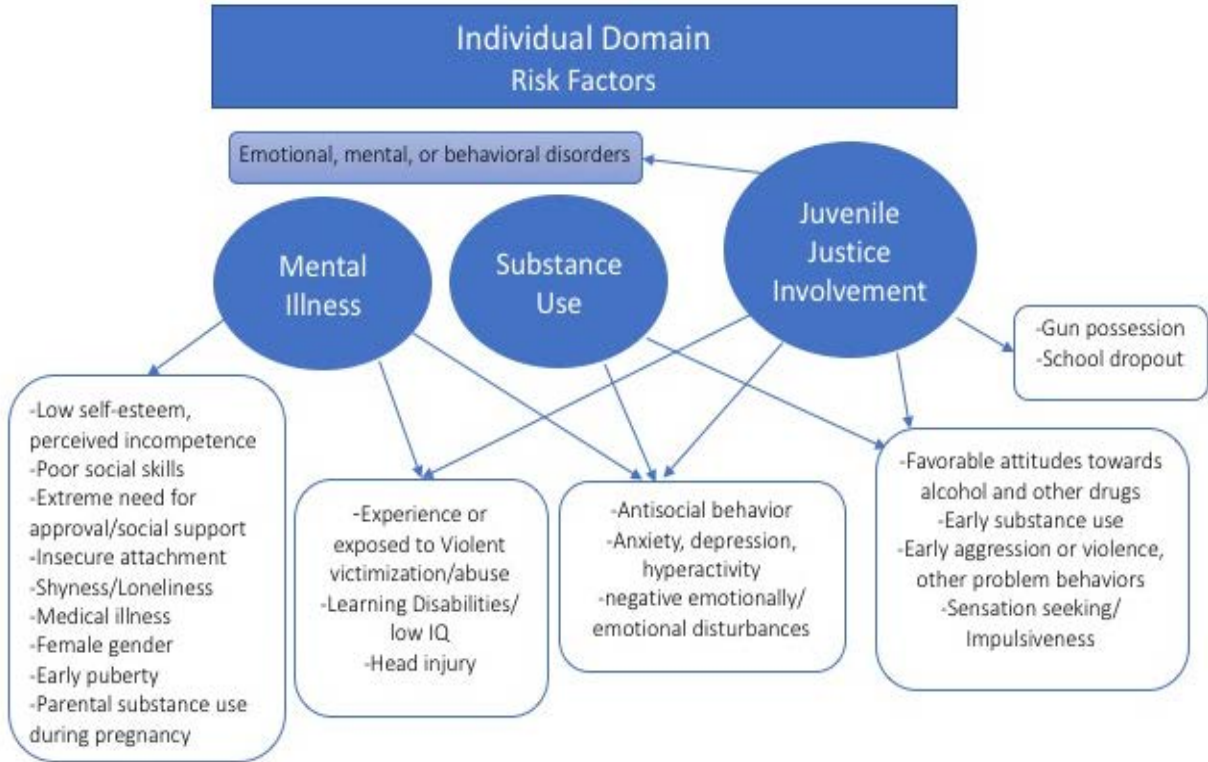 Individual Domain
Risk Factors
Emotional, mental, or behavioral disorders
Mental
Illness
Substance
Use
Juvenile
Justice
Involvement
-Gun possession
-School dropout
-Low self-esteem,
perceived incompetence
-Poor social skills
-Extreme need for
approval/social support
-Insecure attachment
-Shyness/Loneliness
-Medical illness
-Female gender
-Early puberty
-Parental substance use
during pregnancy
-Experience or
exposed to Violent
victimization/abuse
-Learning Disabilities/
low IQ
-Head injury
-Antisocial behavior
-Anxiety, depression,
hyperactivity
-negative emotionally/
emotional disturbances
-Favorable attitudes towards
alcohol and other drugs
-Early substance use
-Early aggression or violence,
other problem behaviors
-Sensation seeking/
Impulsiveness